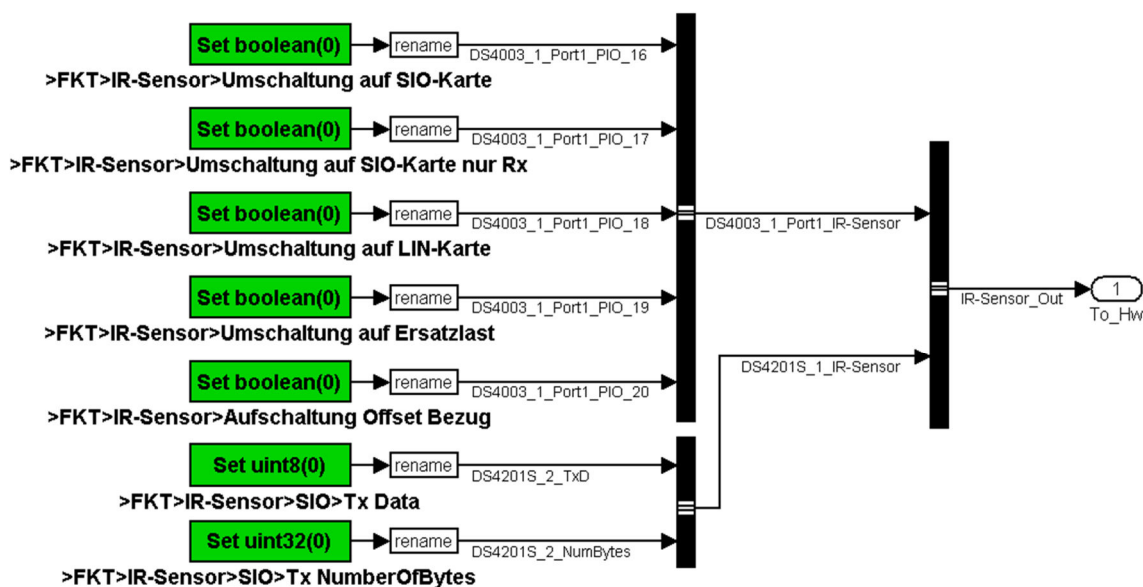 Set boolean(0)
rename
DS4003_1_Port1_PIO_16
>FKT>IR-Sensor>Umschaltung auf SIO-Karte
Set boolean(0)
rename
DS4003_1_Port1_PIO_17
>FKT>IR-Sensor>Umschaltung auf SIO-Karte nur Rx
Set boolean(0)
rename
DS4003_1_Port1_PIO_18
>FKT>IR-Sensor>Umschaltung auf LIN-Karte
Set boolean(0)
rename
DS4003_1_Port1_PIO_19
>FKT>IR-Sensor>Umschaltung auf Ersatzlast
Set boolean(0)
rename
DS4003_1_Port1_PIO_20
>FKT>IR-Sensor>Aufschaltung Offset Bezug
Set uint8(0)
rename
DS4201S_2_TxD
>FKT>IR-Sensor>SIO>Tx Data
Set uint32(0)
rename
DS4201S_2_NumBytes
>FKT>IR-Sensor>SIO>Tx NumberOfBytes
DS4003_1_Port1_IR-Sensor
DS4201S_1_IR-Sensor
IR-Sensor_Out
1
To_Hw